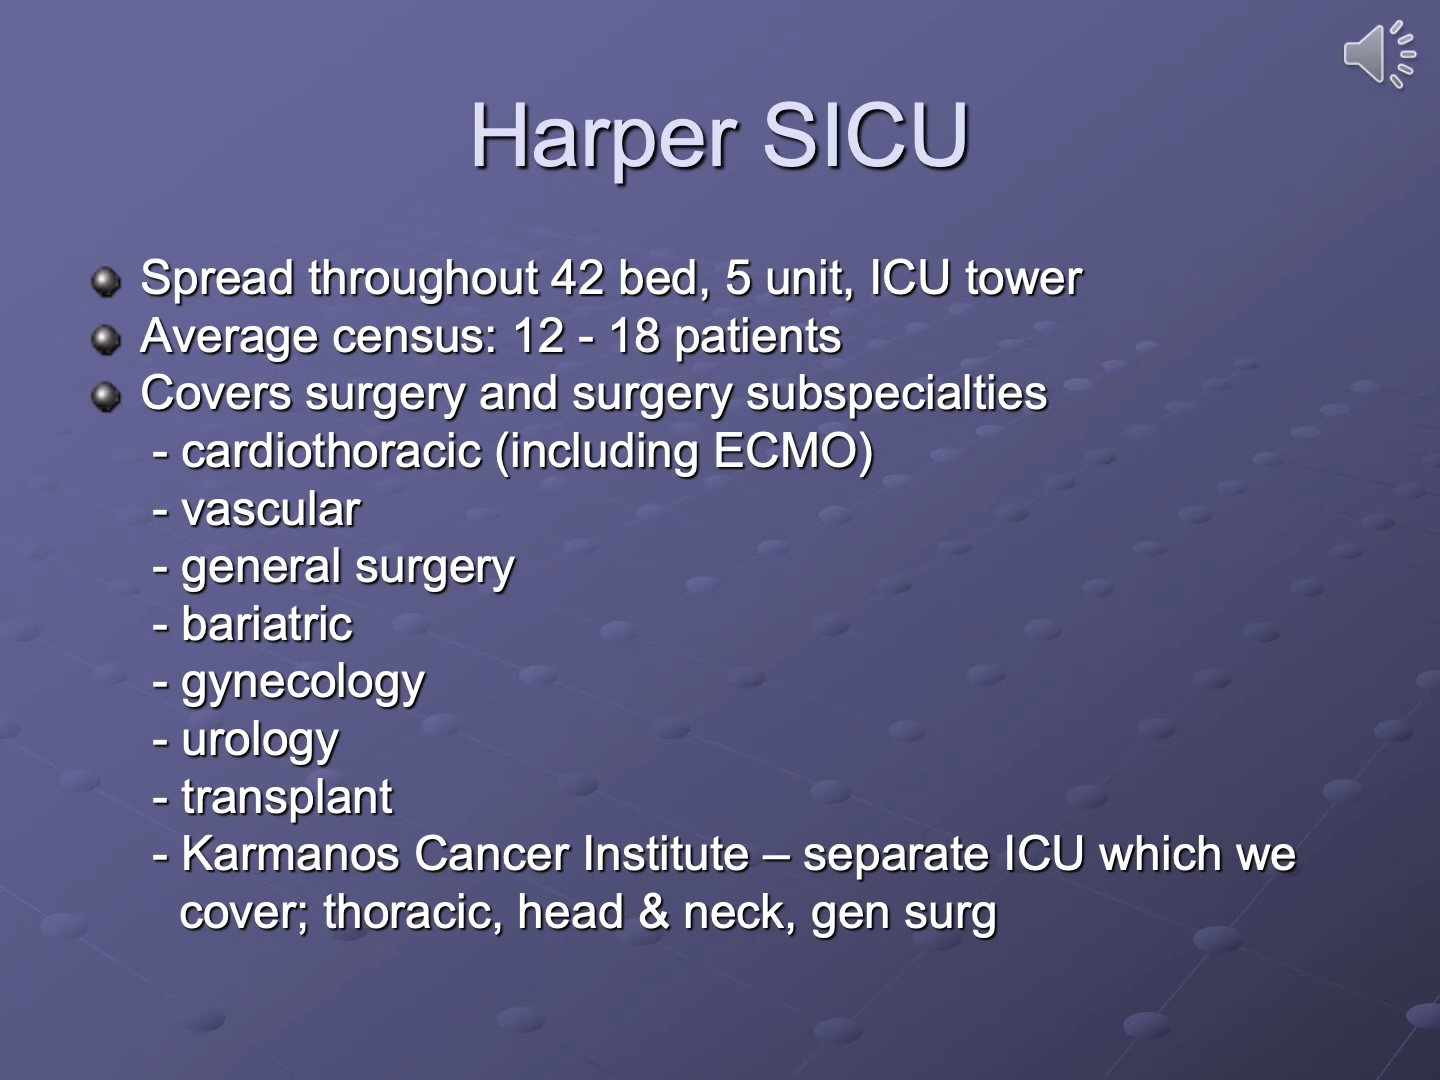 Harper SICU
Spread throughout 42 bed, 5 unit, ICU tower
Average census: 12 - 18 patients
Covers surgery and surgery subspecialties
- cardiothoracic (including ECMO)
- vascular
- general surgery
- bariatric
- gynecology
- urology
- transplant
- Karmanos Cancer Institute – separate ICU which we
cover; thoracic, head & neck, gen surg